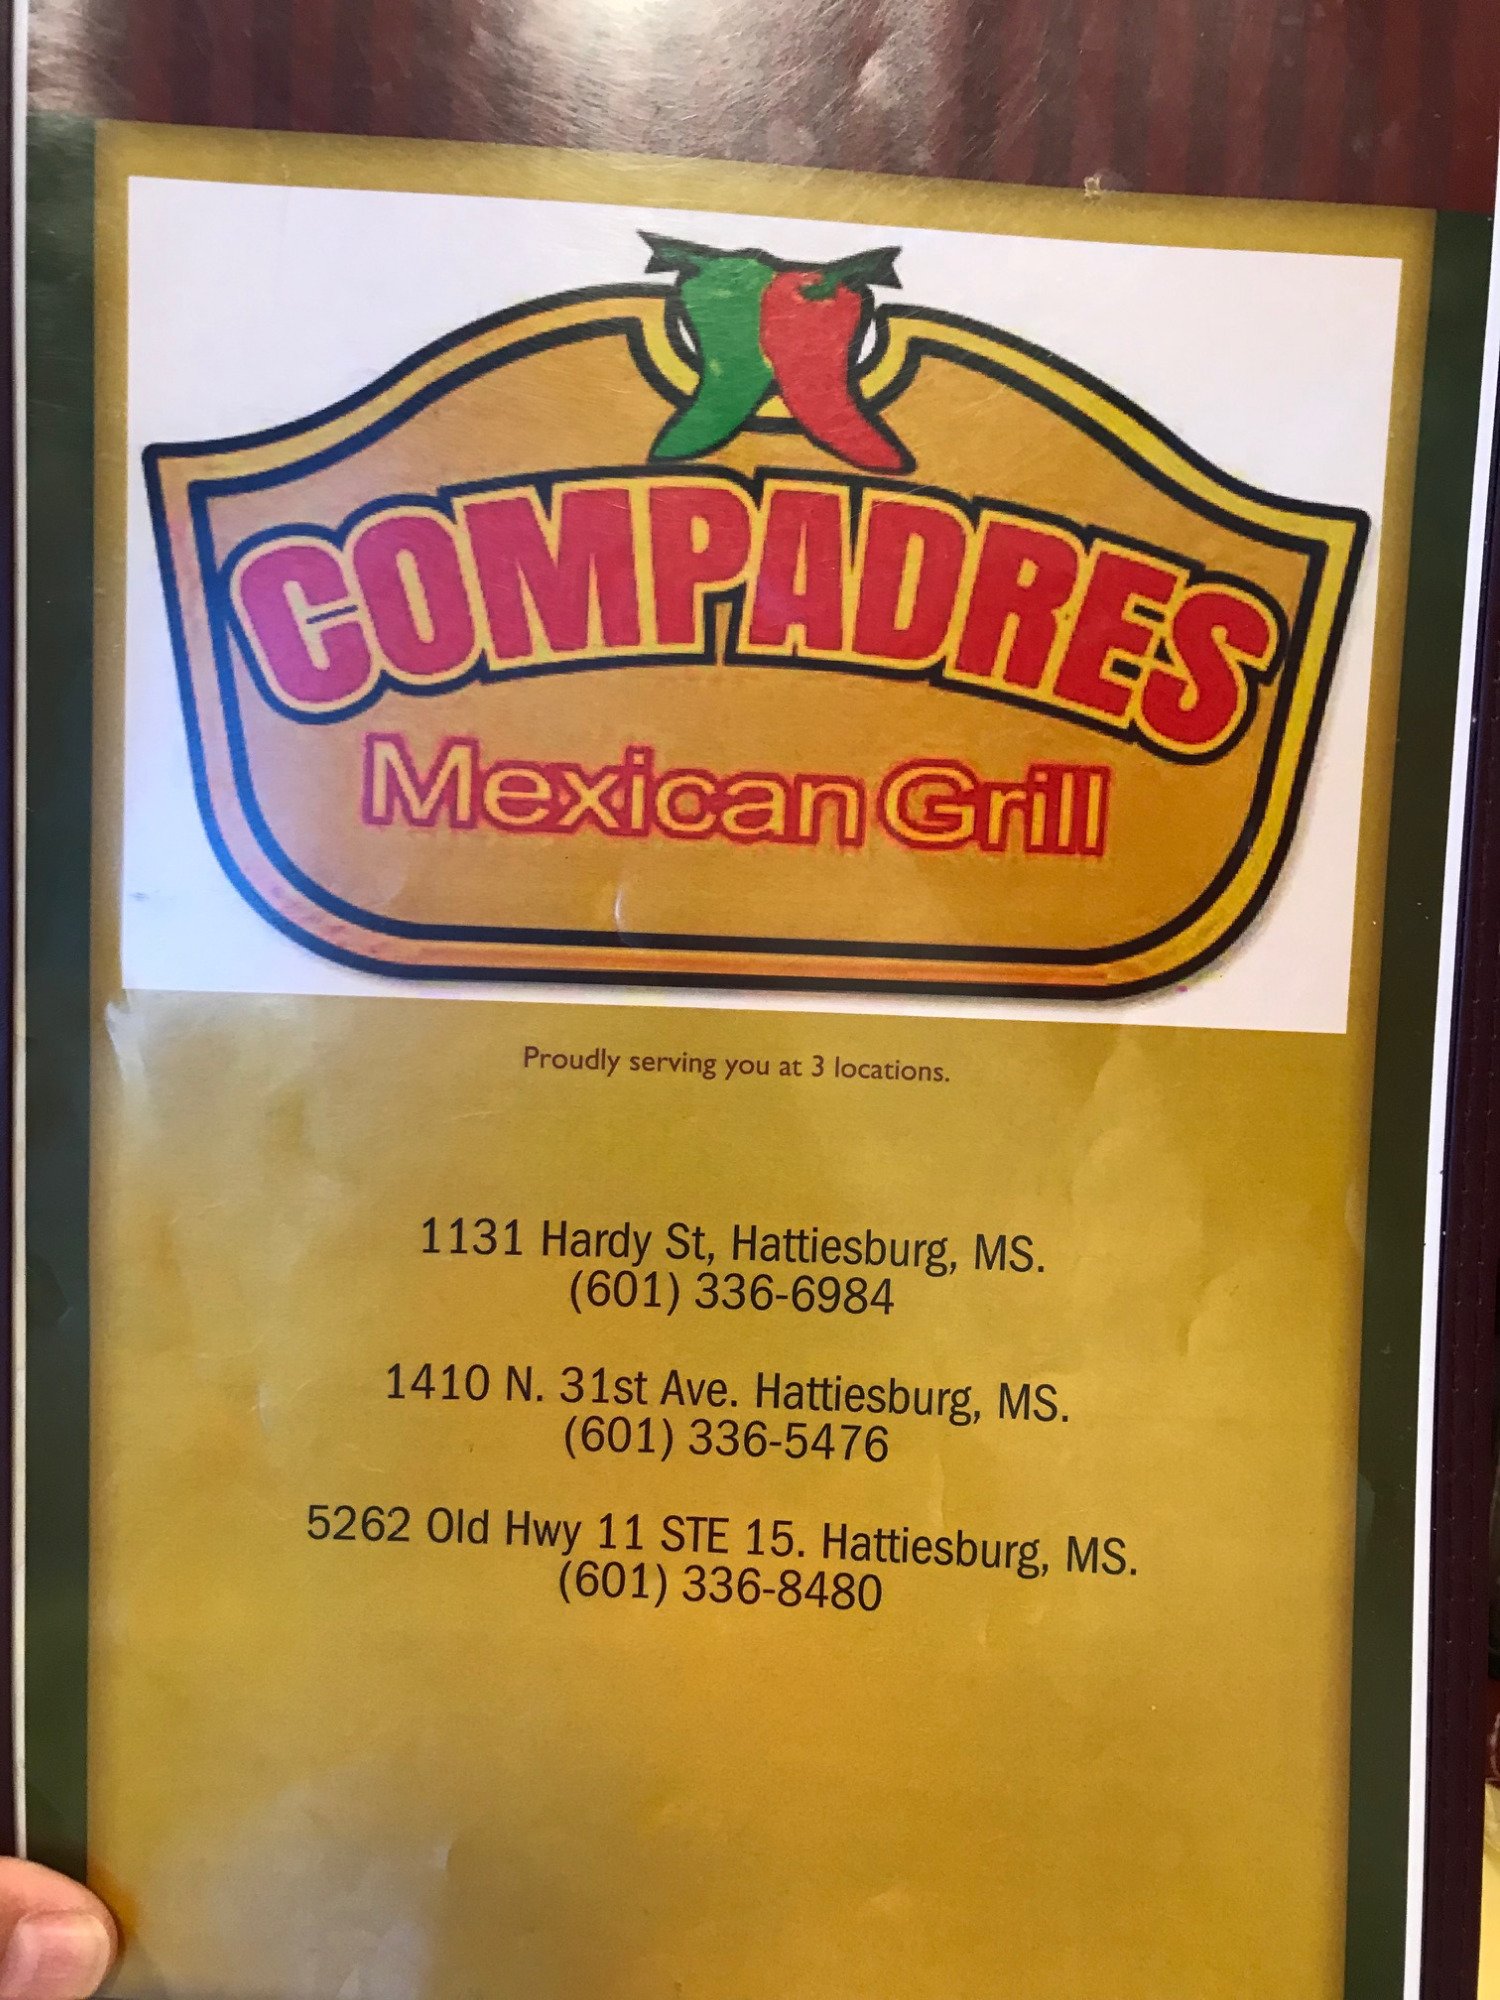 COMPADRES
Mexican Grill
Proudly serving you at 3 locations.
1131 Hardy St, Hattiesburg, MS.
(601) 336-6984
1410 N. 31st Ave. Hattiesburg, MS.
(601) 336-5476
5262 Old Hwy 11 STE 15. Hattiesburg, MS.
(601) 336-8480